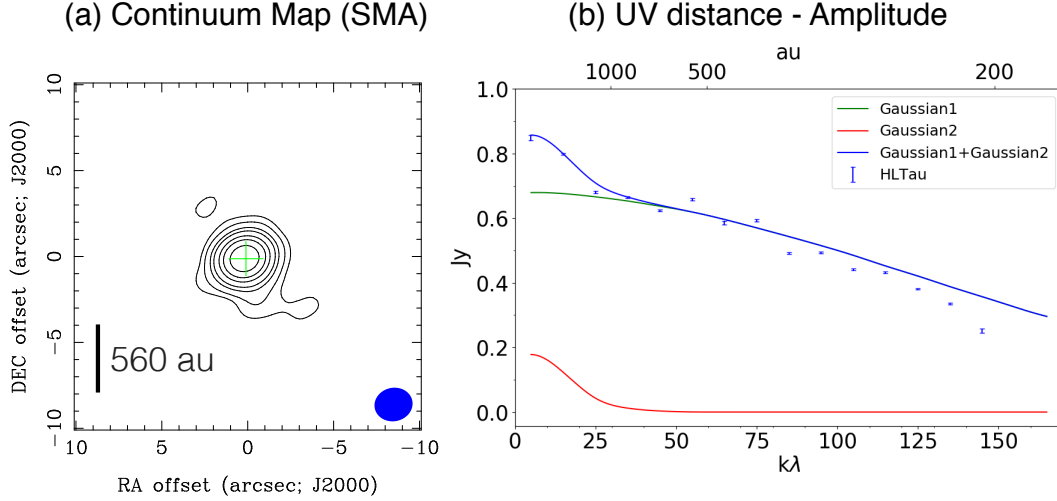 (a) Continuum Map (SMA)
(b) UV distance - Amplitude
DEC offset (arcsec; J2000)
10
5
0
−5
−10
560 au
10 5 0 −5 −10
RA offset (arcsec; J2000)
au
1000 500 200
Jy
1.0
0.8
0.6
0.4
0.2
0.0
Gaussian1
Gaussian2
Gaussian1+Gaussian2
HLTau
0 25 50 75 100 125 150
kλ